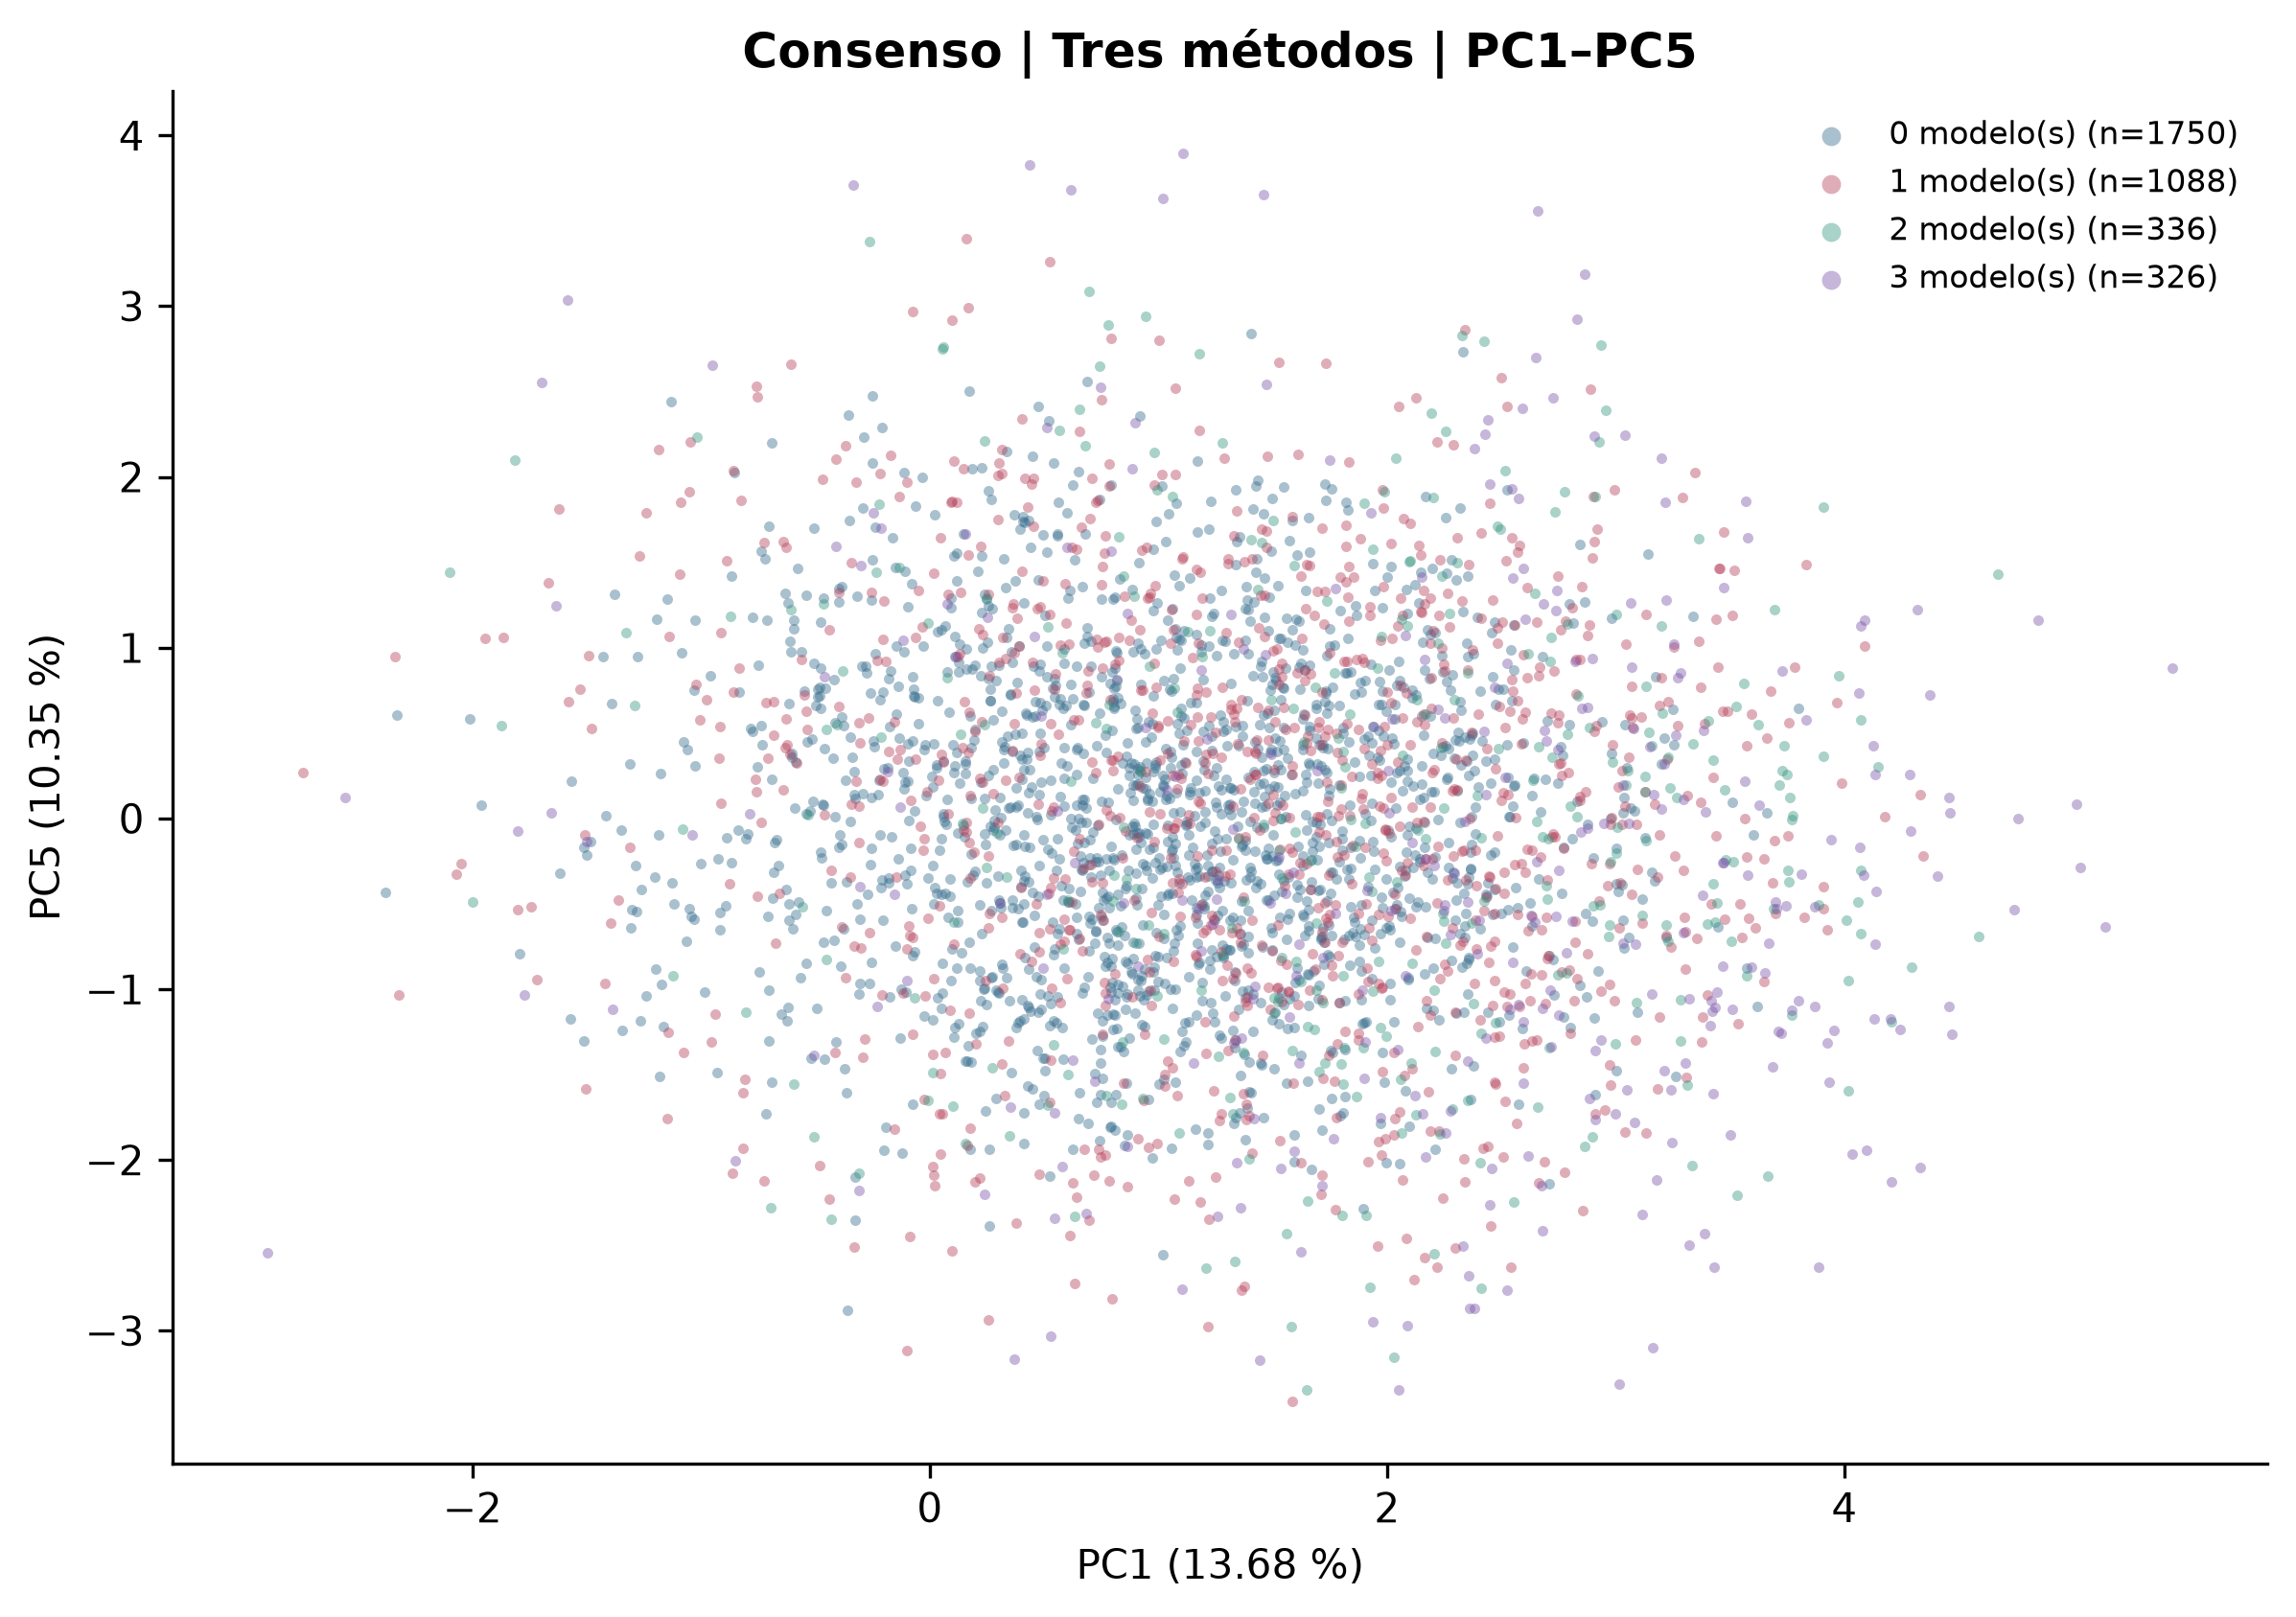 Consenso | Tres métodos | PC1–PC5
0 modelo(s) (n=1750)
1 modelo(s) (n=1088)
2 modelo(s) (n=336)
3 modelo(s) (n=326)
4
3
2
1
0
−1
−2
−3
PC5 (10.35 %)
−2
0
2
4
PC1 (13.68 %)